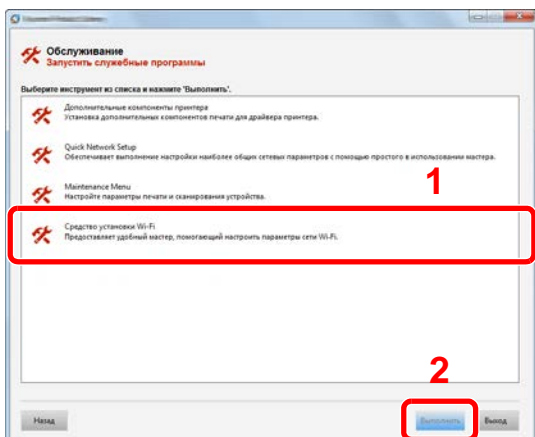 Обслуживание
Запустить служебные программы
Выберите инструмент из списка и нажмите 'Выполнить'.
Дополнительные компоненты принтера
Установка дополнительных компонентов печати для драйвера принтера.
Quick Network Setup
Обеспечивает выполнение настройки наиболее общих сетевых параметров с помощью простого в использовании мастера.
1
Maintenance Menu
Настройте параметры печати и сканирования устройства.
Средство установки Wi-Fi
Предоставляет удобный мастер, помогающий настроить параметры сети Wi-Fi.
2
Назад
Выполнить
Выход